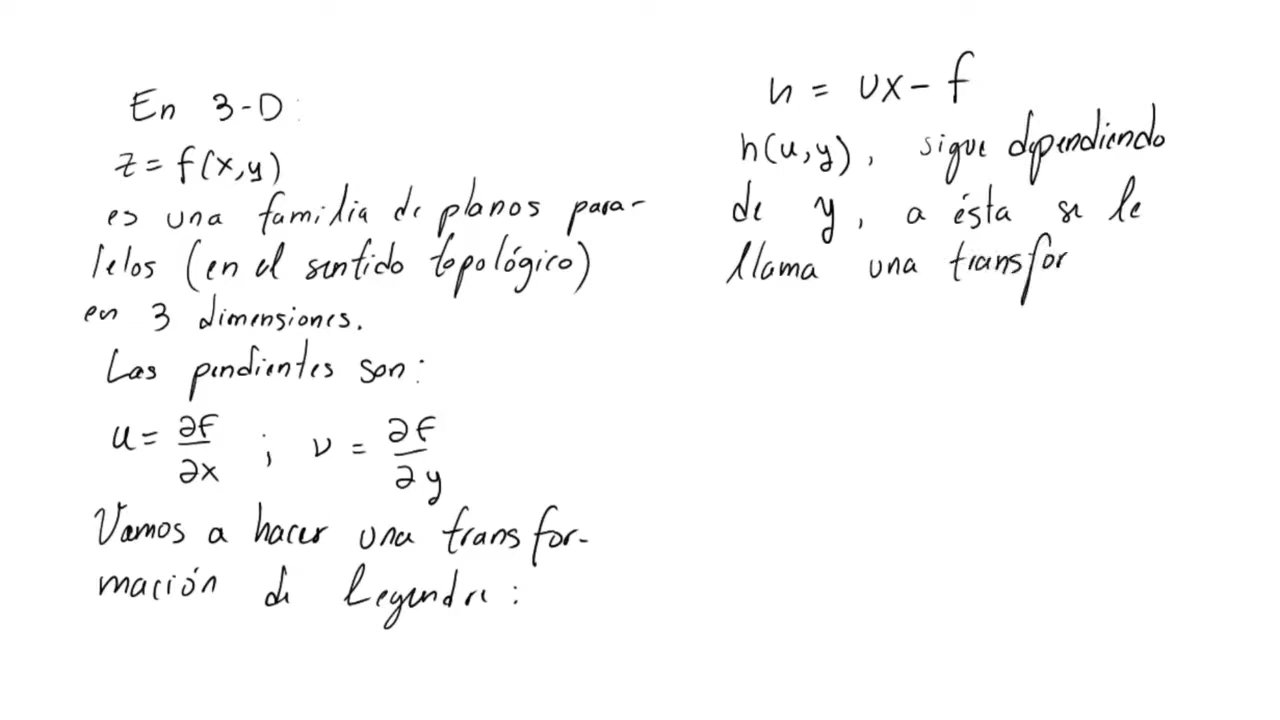 En 3-D:
z = f(x,y)
es una familia de planos para-
lelos (en el sentido topológico)
en 3 dimensiones.
Las pendientes son:
u = ∂f/∂x ; v = ∂f/∂y
Vamos a hacer una transfor-
mación de Legendre:
h = ux - f
h(u,y), sigue dependiendo
de y, a ésta se le
llama una transfor